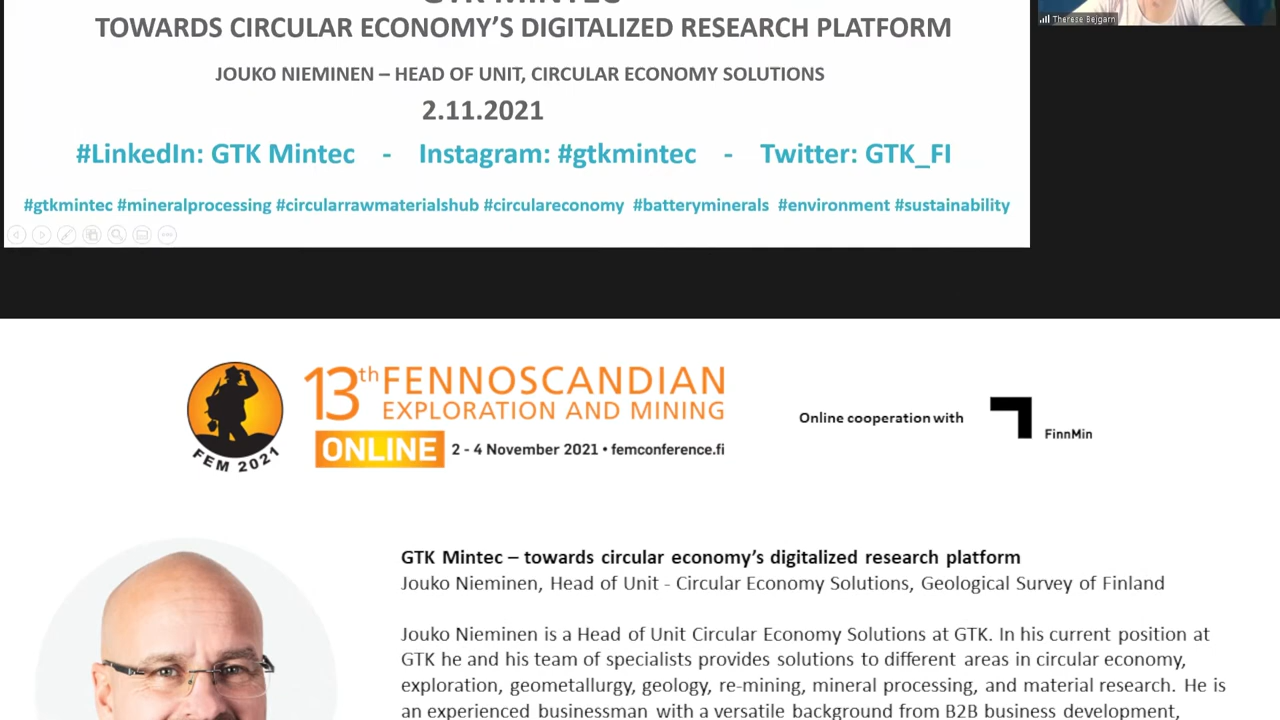 GTK MINTEC
TOWARDS CIRCULAR ECONOMY'S DIGITALIZED RESEARCH PLATFORM
Therese Bejgarn
JOUKO NIEMINEN – HEAD OF UNIT, CIRCULAR ECONOMY SOLUTIONS
2.11.2021
#LinkedIn: GTK Mintec - Instagram: #gtkmintec - Twitter: GTK_FI
#gtkmintec #mineralprocessing #circularrawmaterialshub #circulareconomy #batteryminerals #environment #sustainability
13th FENNOSCANDIAN
EXPLORATION AND MINING
ONLINE 2 - 4 November 2021 • femconference.fi
FEM 2021
Online cooperation with
FinnMin
GTK Mintec – towards circular economy's digitalized research platform
Jouko Nieminen, Head of Unit - Circular Economy Solutions, Geological Survey of Finland
Jouko Nieminen is a Head of Unit Circular Economy Solutions at GTK. In his current position at
GTK he and his team of specialists provides solutions to different areas in circular economy,
exploration, geometallurgy, geology, re-mining, mineral processing, and material research. He is
an experienced businessman with a versatile background from B2B business development,